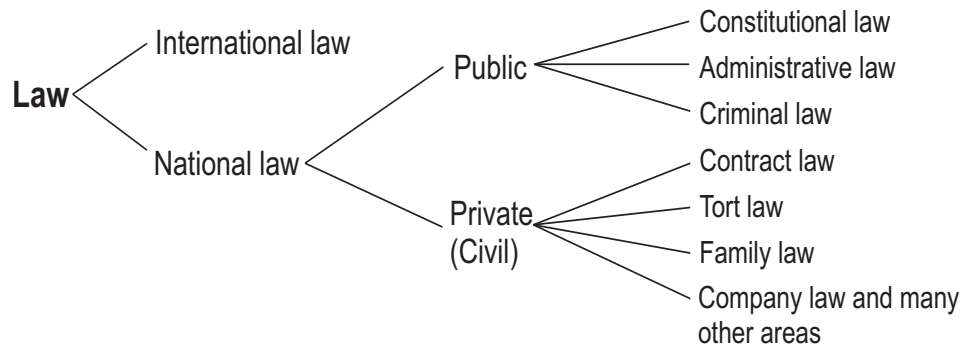 Law
International law
National law
Public
Private
(Civil)
Constitutional law
Administrative law
Criminal law
Contract law
Tort law
Family law
Company law and many
other areas